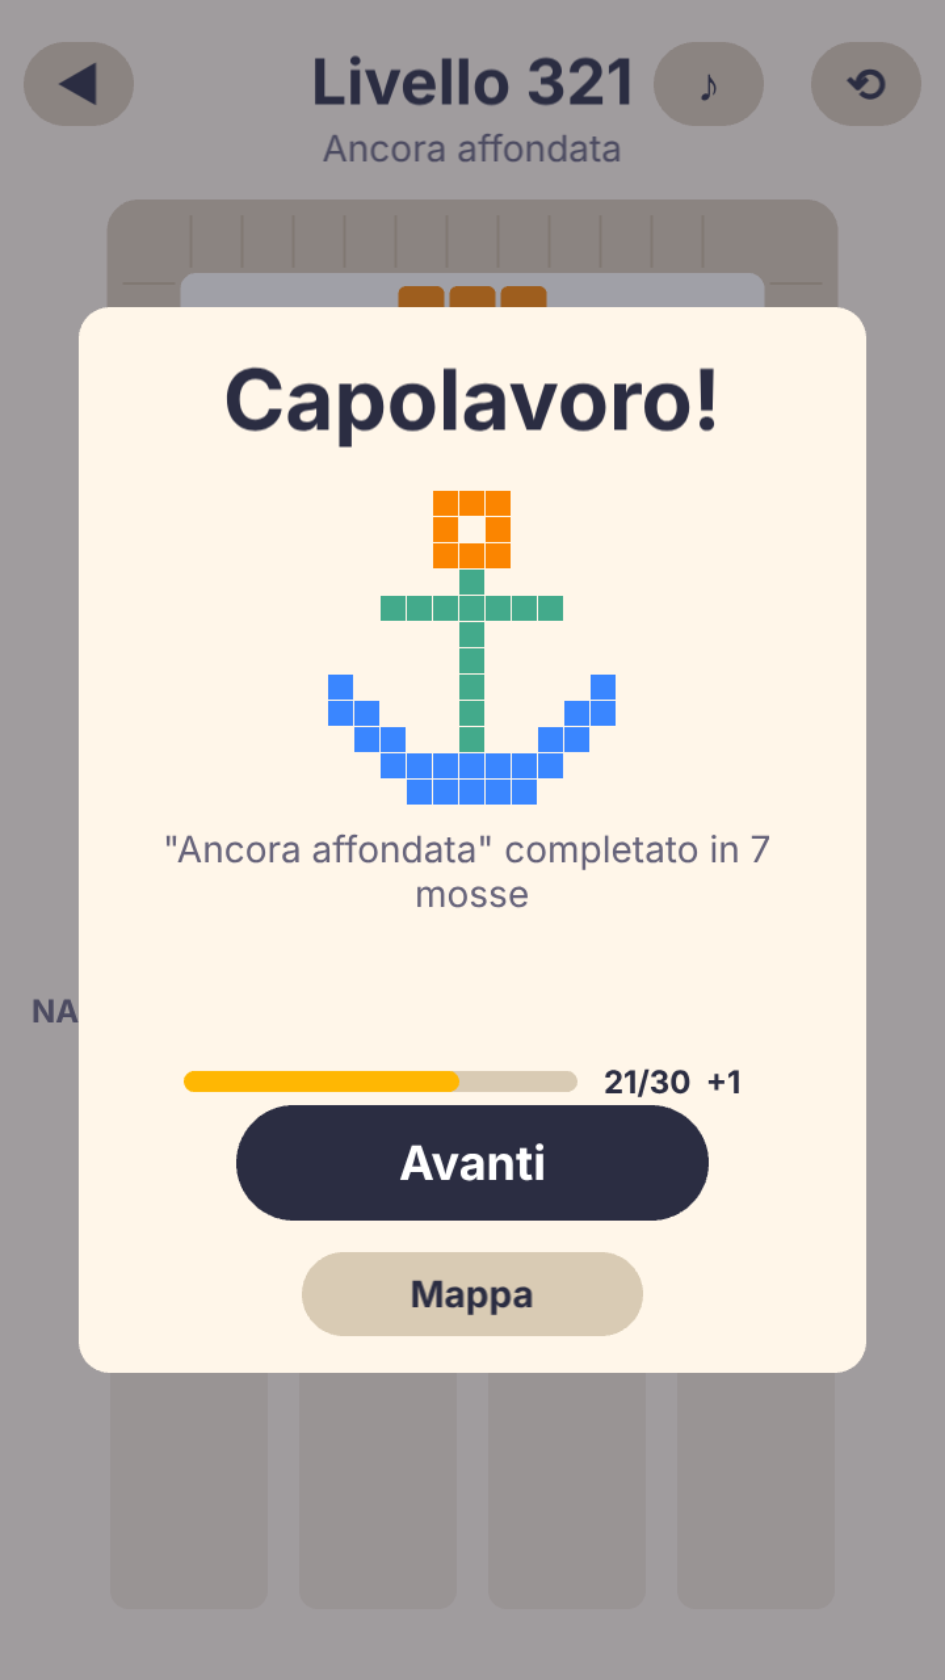 Livello 321
Ancora affondata
Capolavoro!
"Ancora affondata" completato in 7
mosse
NA
21/30 +1
Avanti
Mappa